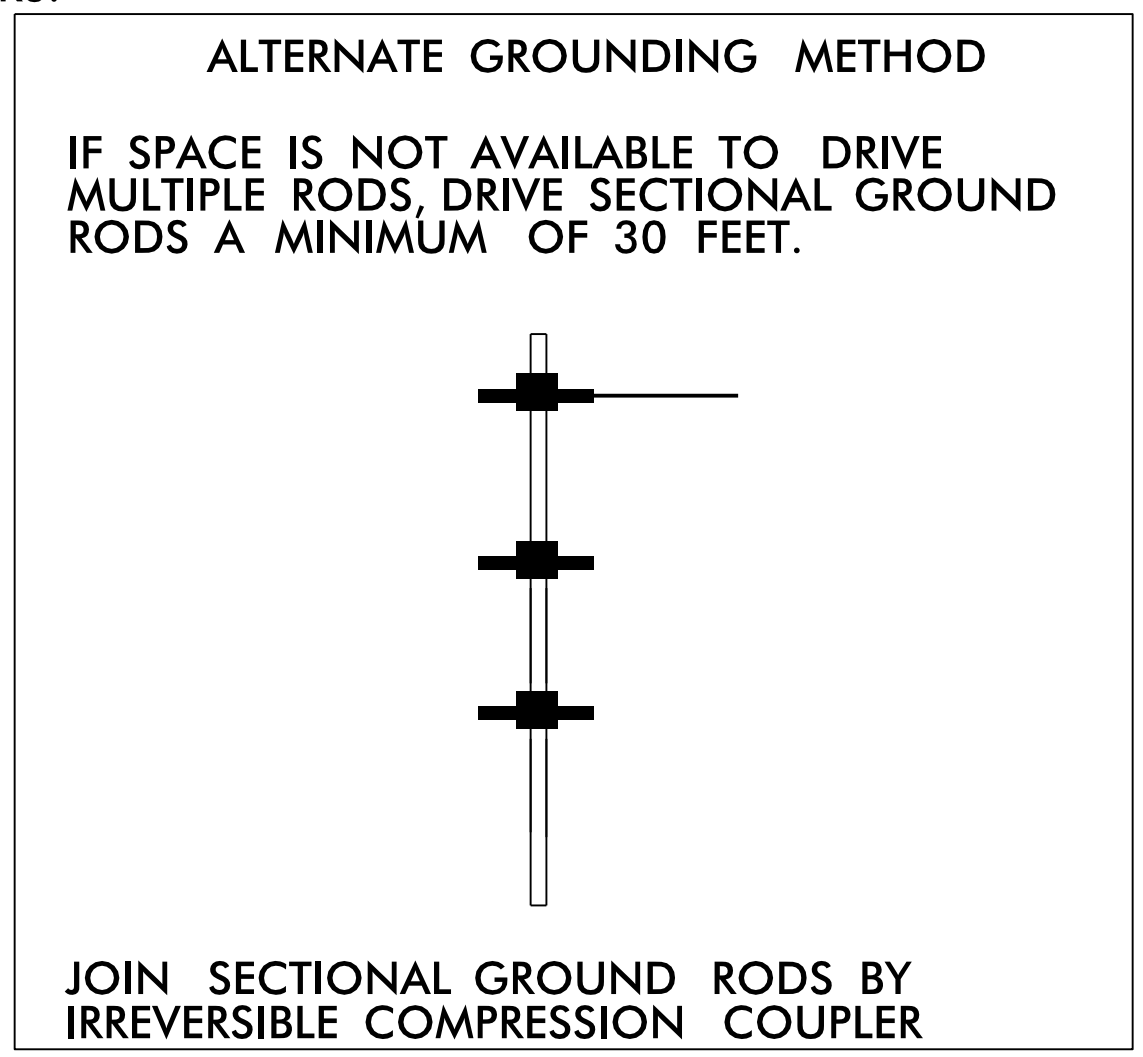 ALTERNATE GROUNDING METHOD
IF SPACE IS NOT AVAILABLE TO DRIVE
MULTIPLE RODS, DRIVE SECTIONAL GROUND
RODS A MINIMUM OF 30 FEET.
JOIN SECTIONAL GROUND RODS BY
IRREVERSIBLE COMPRESSION COUPLER